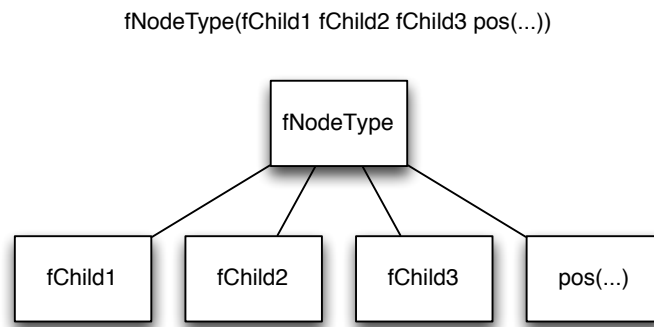 fNodeType(fChild1 fChild2 fChild3 pos(...))
fNodeType
fChild1 fChild2 fChild3 pos(...)